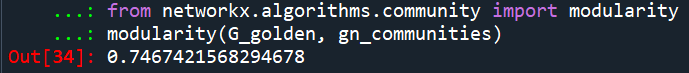 ...: from networkx.algorithms.community import modularity
...: modularity(G_golden, gn_communities)
Out[34]: 0.7467421568294678